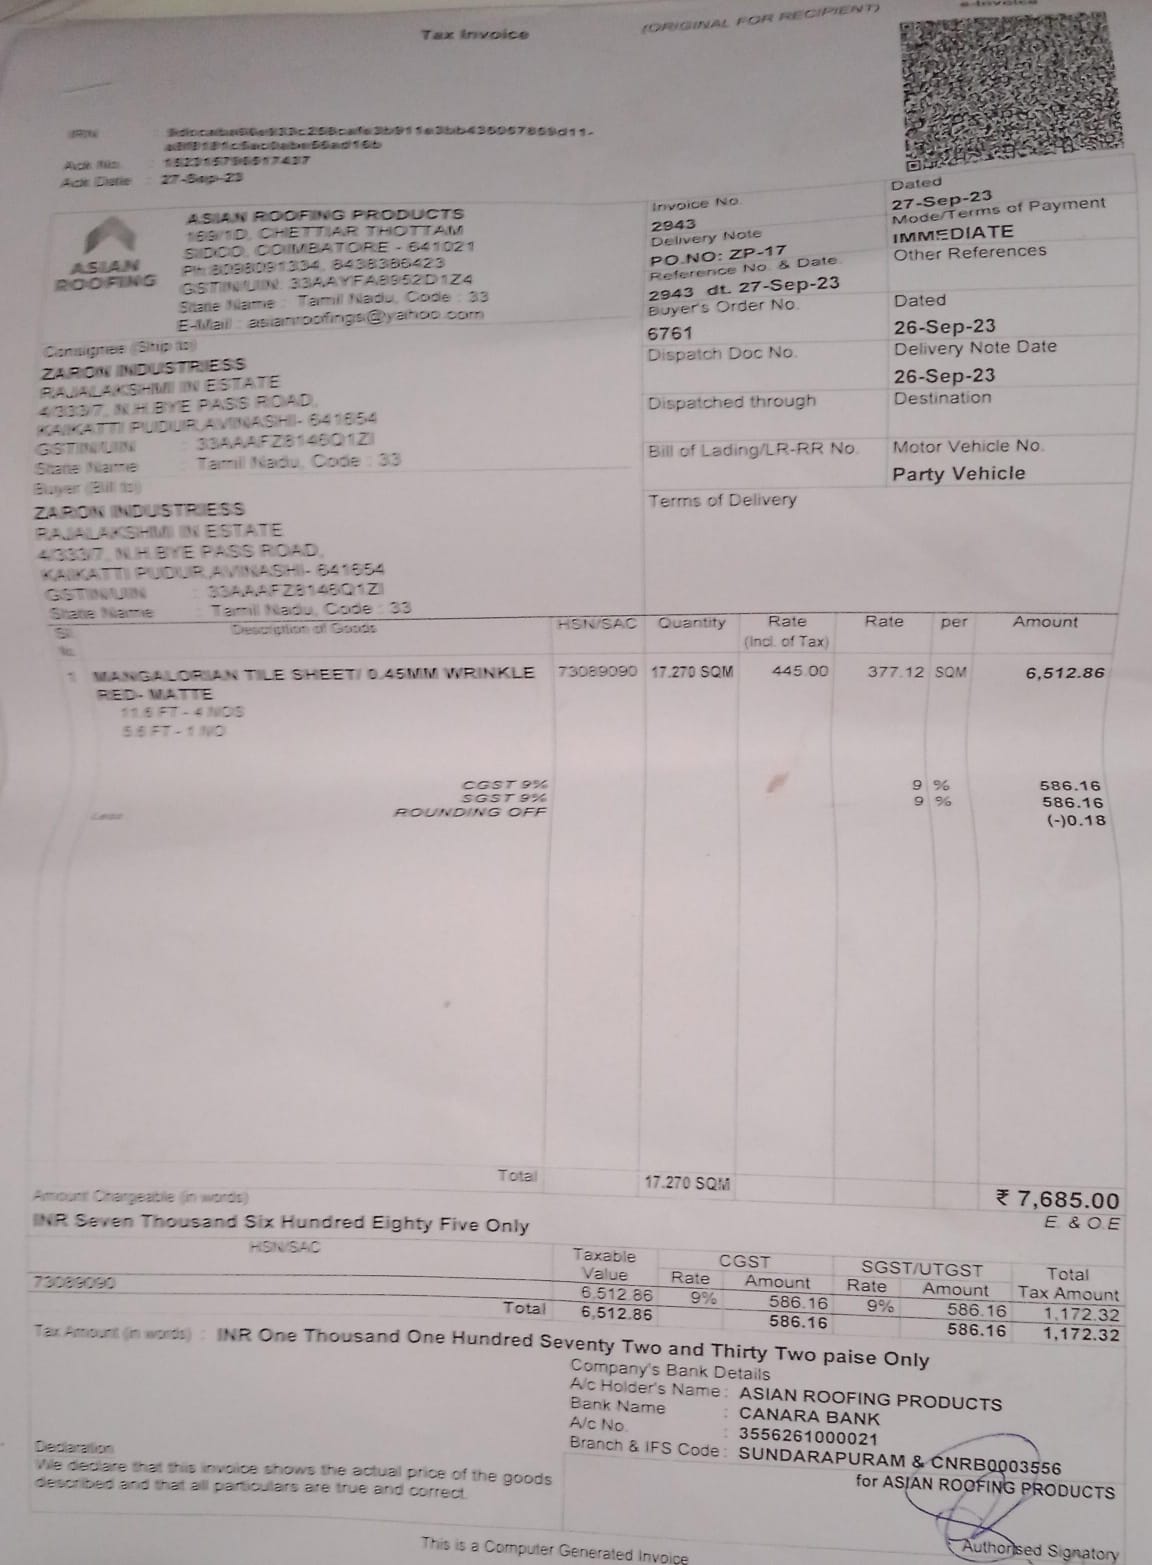 Tax Invoice
(ORIGINAL FOR RECIPIENT)
e-Invoice
IRN :
Ack No. : 162315796517437
Ack Date : 27-Sep-23
ASIAN ROOFING
ASIAN ROOFING PRODUCTS
169/1D, CHETTIAR THOTTAM
SIDCO, COIMBATORE - 641021
Ph: 8098091334, 8438386423
GSTIN/UIN: 33AAYFA8952D1Z4
State Name : Tamil Nadu, Code : 33
E-Mail : asianroofings@yahoo.com
Invoice No.
2943
Dated
27-Sep-23
Delivery Note
PO.NO: ZP-17
Mode/Terms of Payment
IMMEDIATE
Reference No. & Date.
2943 dt. 27-Sep-23
Other References
Buyer's Order No.
6761
Dated
26-Sep-23
Dispatch Doc No.
Delivery Note Date
26-Sep-23
Dispatched through
Destination
Bill of Lading/LR-RR No.
Motor Vehicle No.
Party Vehicle
Terms of Delivery
Consignee (Ship to)
ZARON INDUSTRIESS
RAJALAKSHMI IN ESTATE
4/333/7, N.H.BYE PASS ROAD,
KAIKATTI PUDUR,AVINASHI- 641654
GSTIN/UIN : 33AAAFZ8146Q1ZI
State Name : Tamil Nadu, Code : 33
Buyer (Bill to)
ZARON INDUSTRIESS
RAJALAKSHMI IN ESTATE
4/333/7, N.H.BYE PASS ROAD,
KAIKATTI PUDUR,AVINASHI- 641654
GSTIN/UIN : 33AAAFZ8146Q1ZI
State Name : Tamil Nadu, Code : 33
Sl No. Description of Goods HSN/SAC Quantity Rate (Incl. of Tax) Rate per Amount
1 MANGALORIAN TILE SHEET/ 0.45MM WRINKLE 73089090 17.270 SQM 445.00 377.12 SQM 6,512.86
RED- MATTE
11.6 FT - 4 NOS
5.6 FT - 1 NO
CGST 9% 9 % 586.16
SGST 9% 9 % 586.16
Less : ROUNDING OFF (-)0.18
Total 17.270 SQM ₹ 7,685.00
Amount Chargeable (in words) E. & O.E
INR Seven Thousand Six Hundred Eighty Five Only
HSN/SAC Taxable Value CGST SGST/UTGST Total Tax Amount
Rate Amount Rate Amount
73089090 6,512.86 9% 586.16 9% 586.16 1,172.32
Total 6,512.86 586.16 586.16 1,172.32
Tax Amount (in words) : INR One Thousand One Hundred Seventy Two and Thirty Two paise Only
Company's Bank Details
A/c Holder's Name : ASIAN ROOFING PRODUCTS
Bank Name : CANARA BANK
A/c No. : 3556261000021
Branch & IFS Code : SUNDARAPURAM & CNRB0003556
Declaration
We declare that this invoice shows the actual price of the goods
described and that all particulars are true and correct.
for ASIAN ROOFING PRODUCTS
Authorised Signatory
This is a Computer Generated Invoice